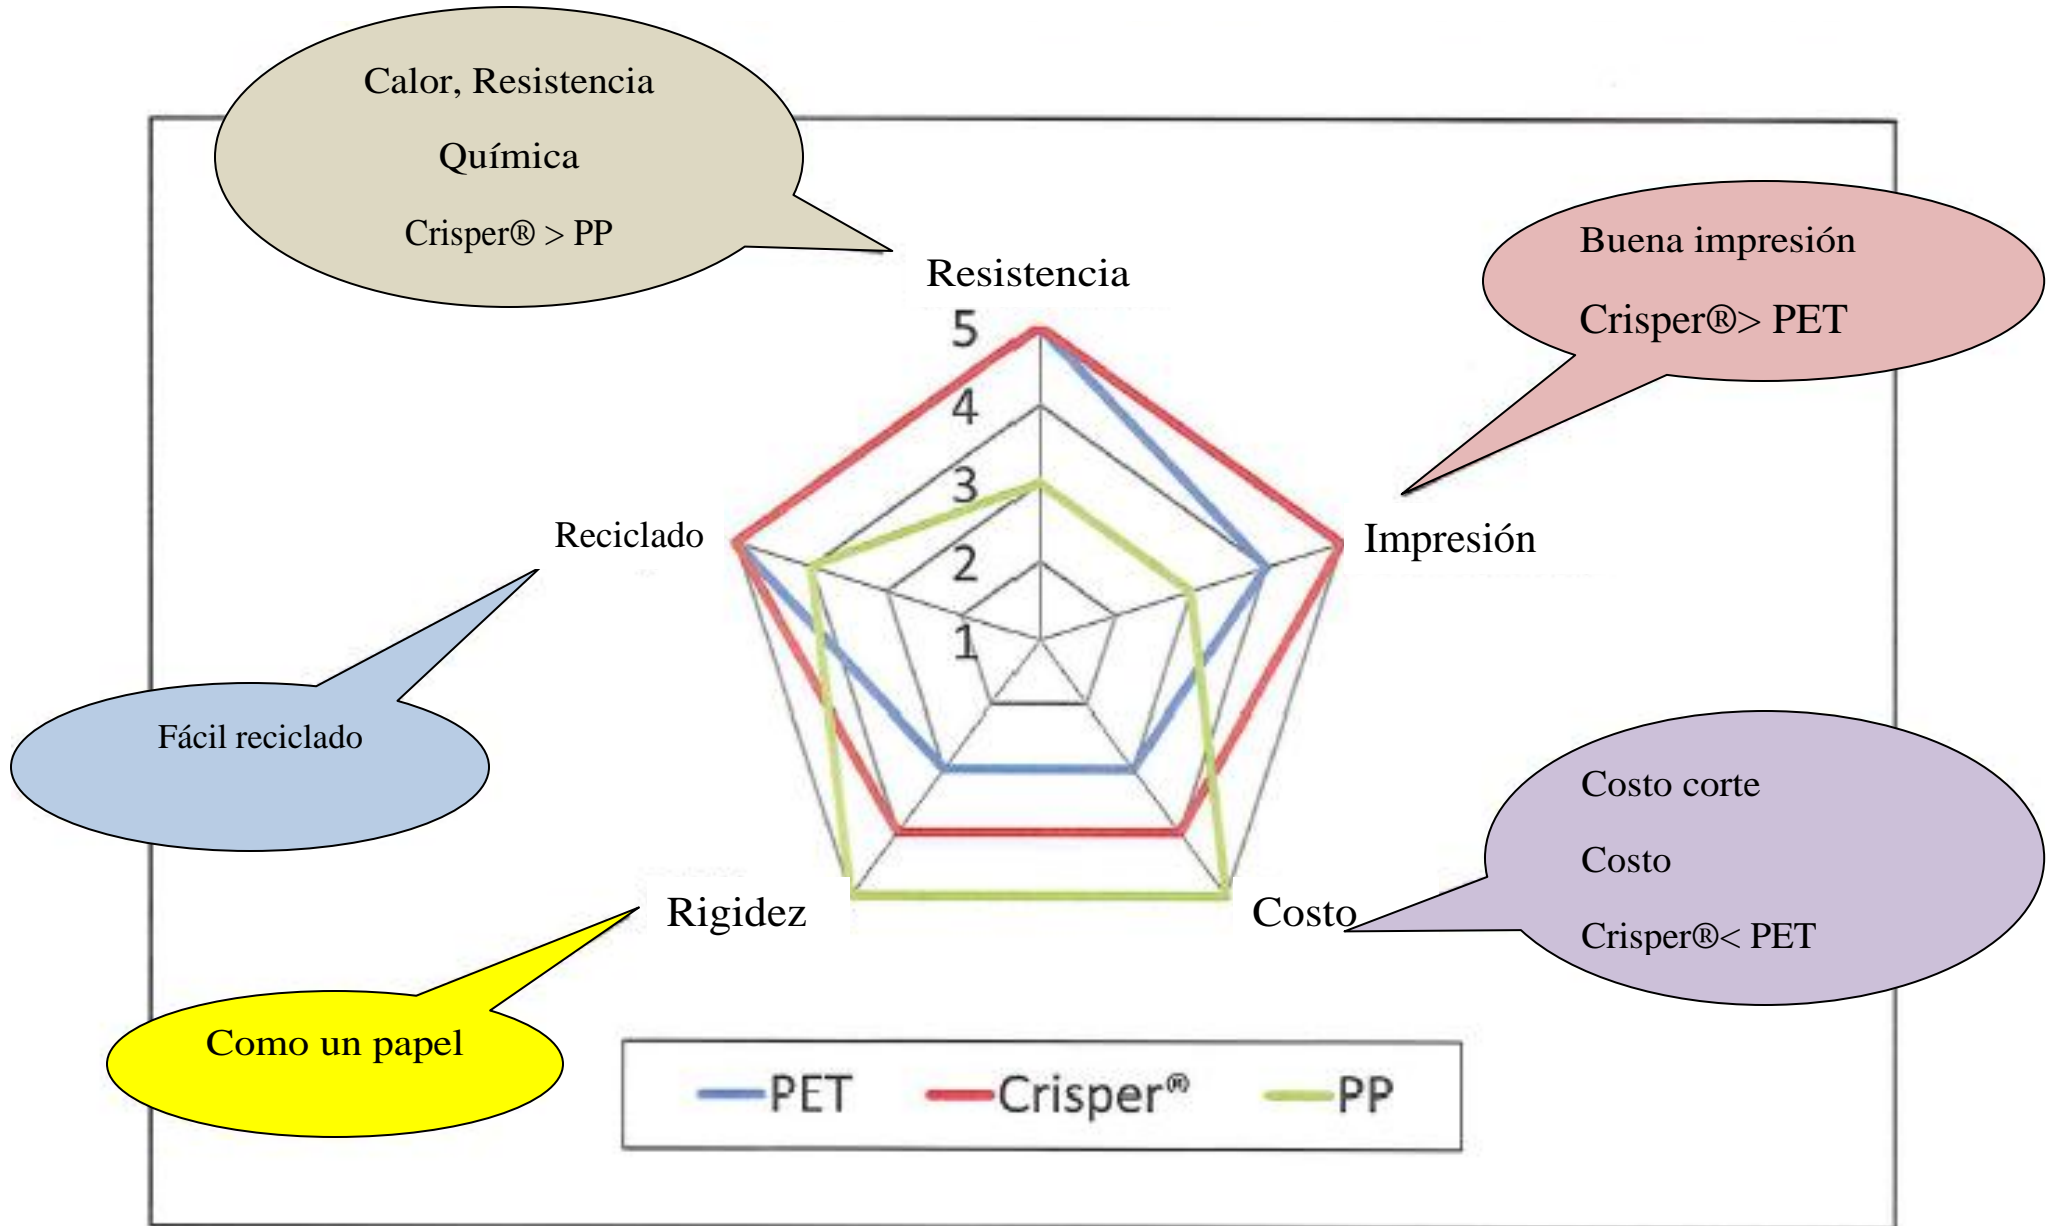 Calor, Resistencia
Química
Crisper® > PP
Buena impresión
Crisper®> PET
Resistencia
5
4
3
2
1
Reciclado
Impresión
Fácil reciclado
Costo corte
Costo
Crisper®< PET
Rigidez
Costo
Como un papel
PET
Crisper®
PP